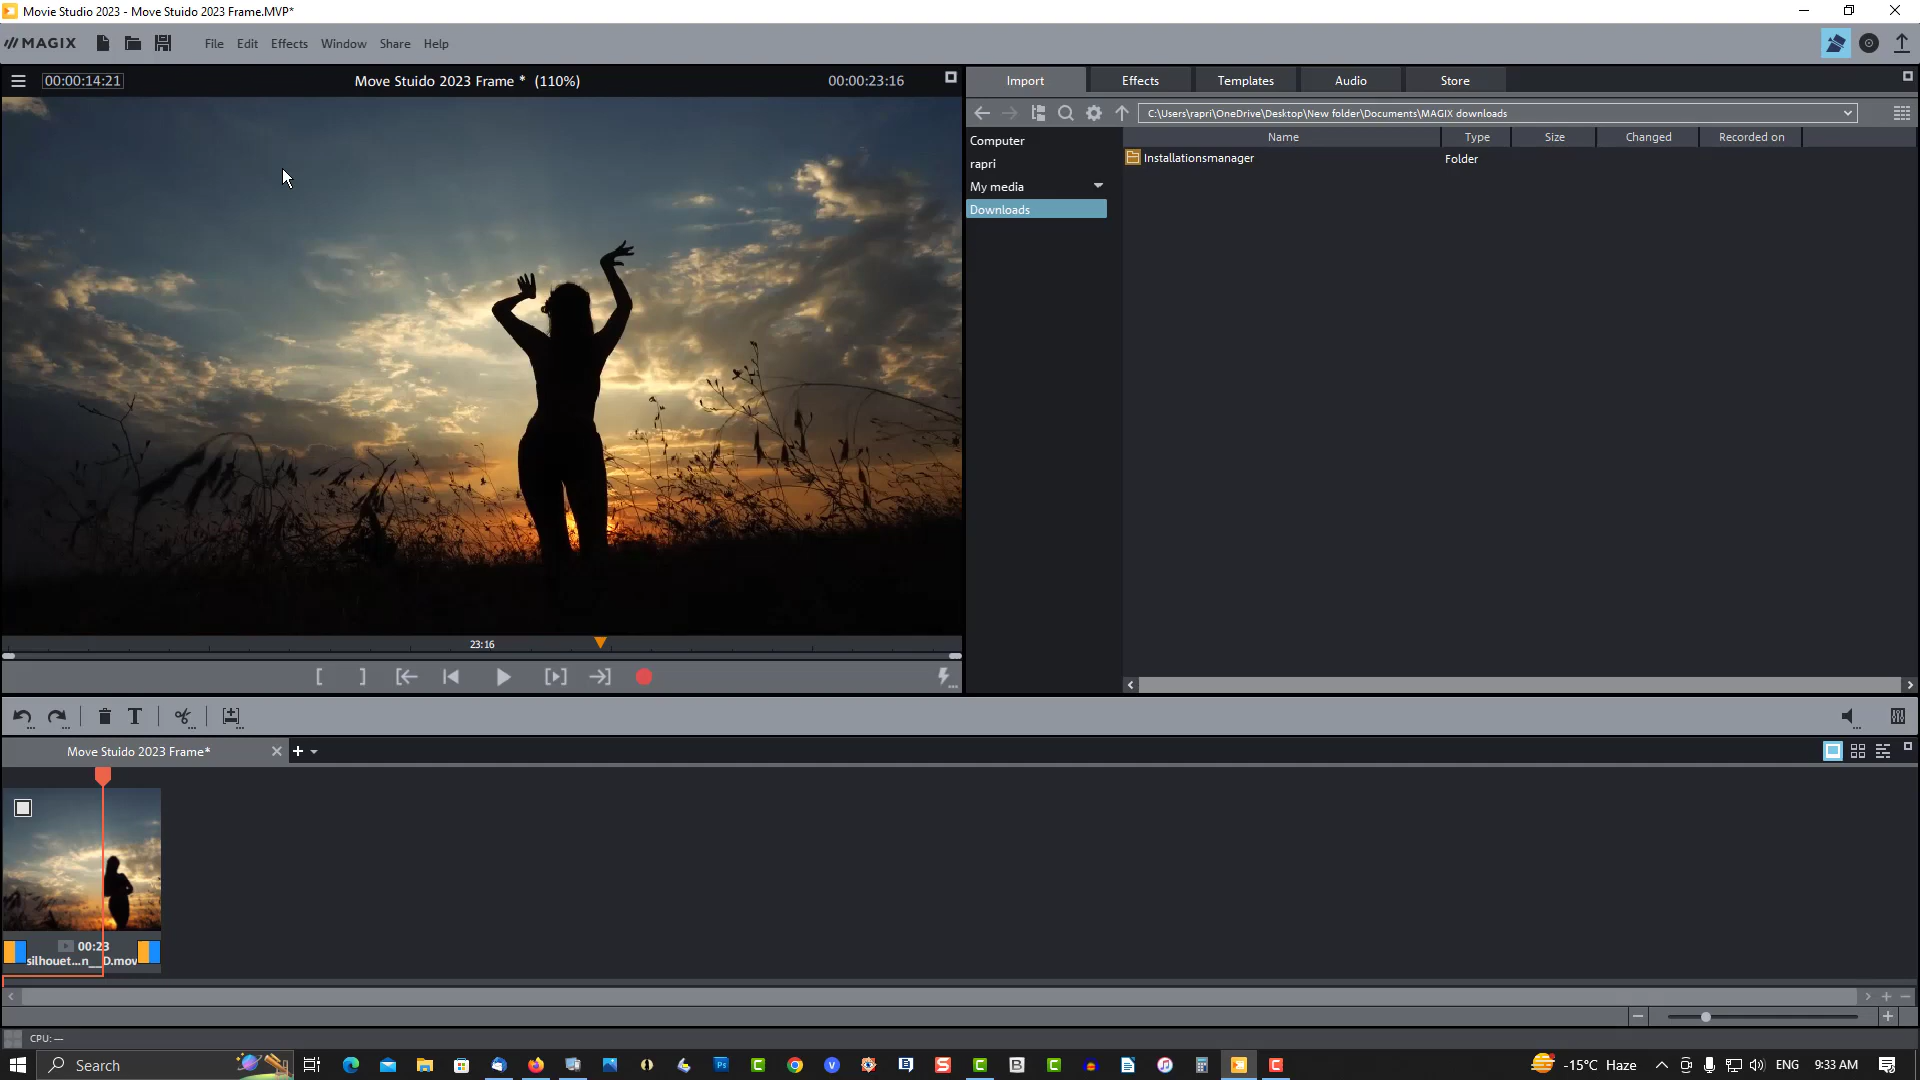 Movie Studio 2023 - Move Stuido 2023 Frame.MVP*
MAGIX
File Edit Effects Window Share Help
00:00:14:21
Move Stuido 2023 Frame * (110%)
00:00:23:16
Import Effects Templates Audio Store
C:\Users\rapri\OneDrive\Desktop\New folder\Documents\MAGIX downloads
Name Type Size Changed Recorded on
Computer
rapri
My media
Downloads
Installationsmanager Folder
23:16
Move Stuido 2023 Frame*
00:23
silhouet...n__D.mov
CPU: —
Search
Ps
-15°C Haze
ENG
9:33 AM